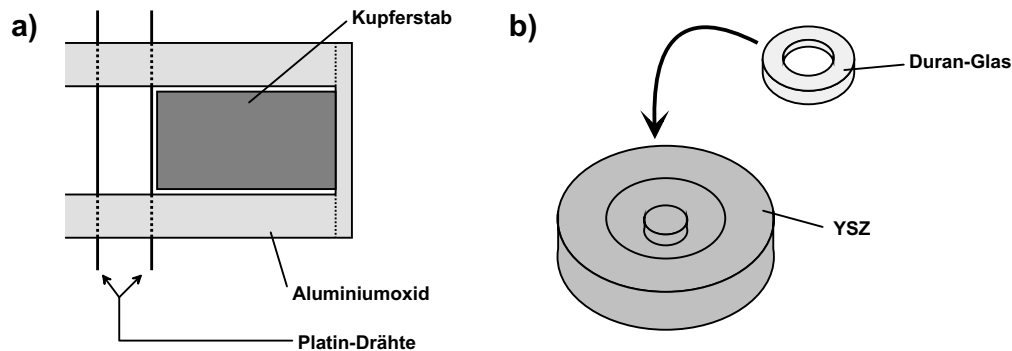 a)
Kupferstab
Aluminiumoxid
Platin-Drähte
b)
Duran-Glas
YSZ